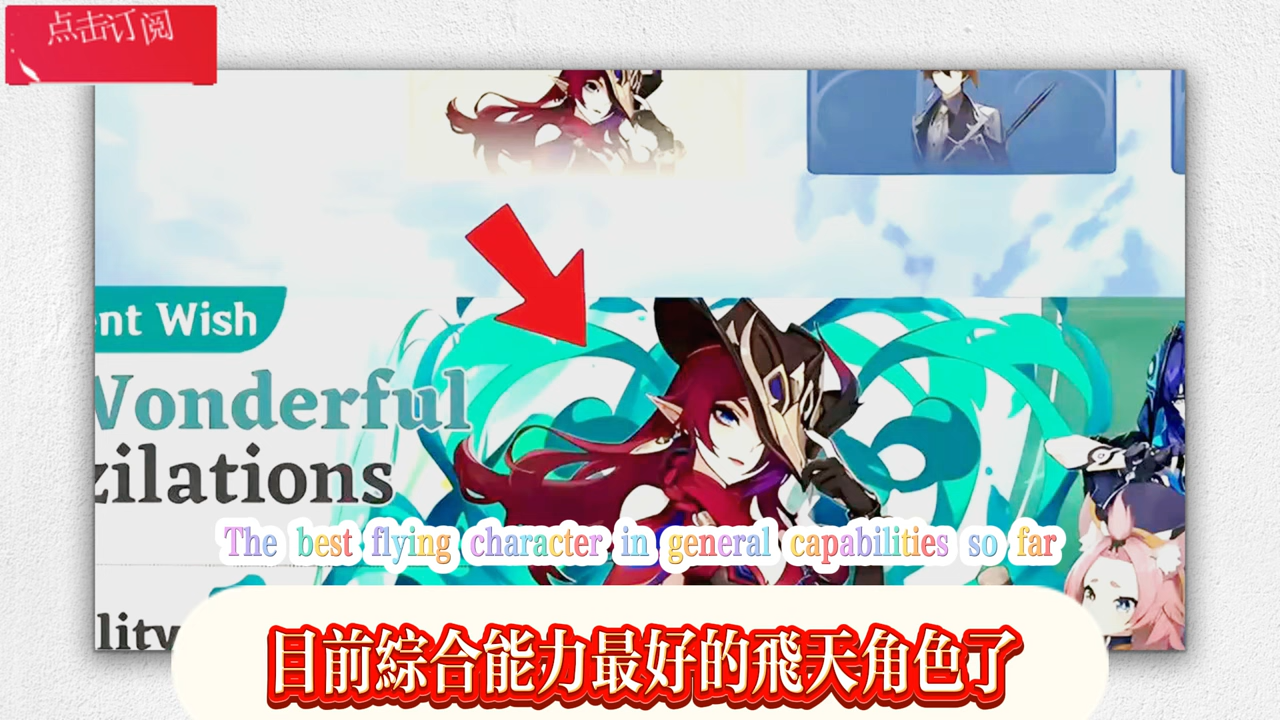 点击订阅
ent Wish
Wonderful
zilations
The best flying character in general capabilities so far
lity
目前綜合能力最好的飛天角色了